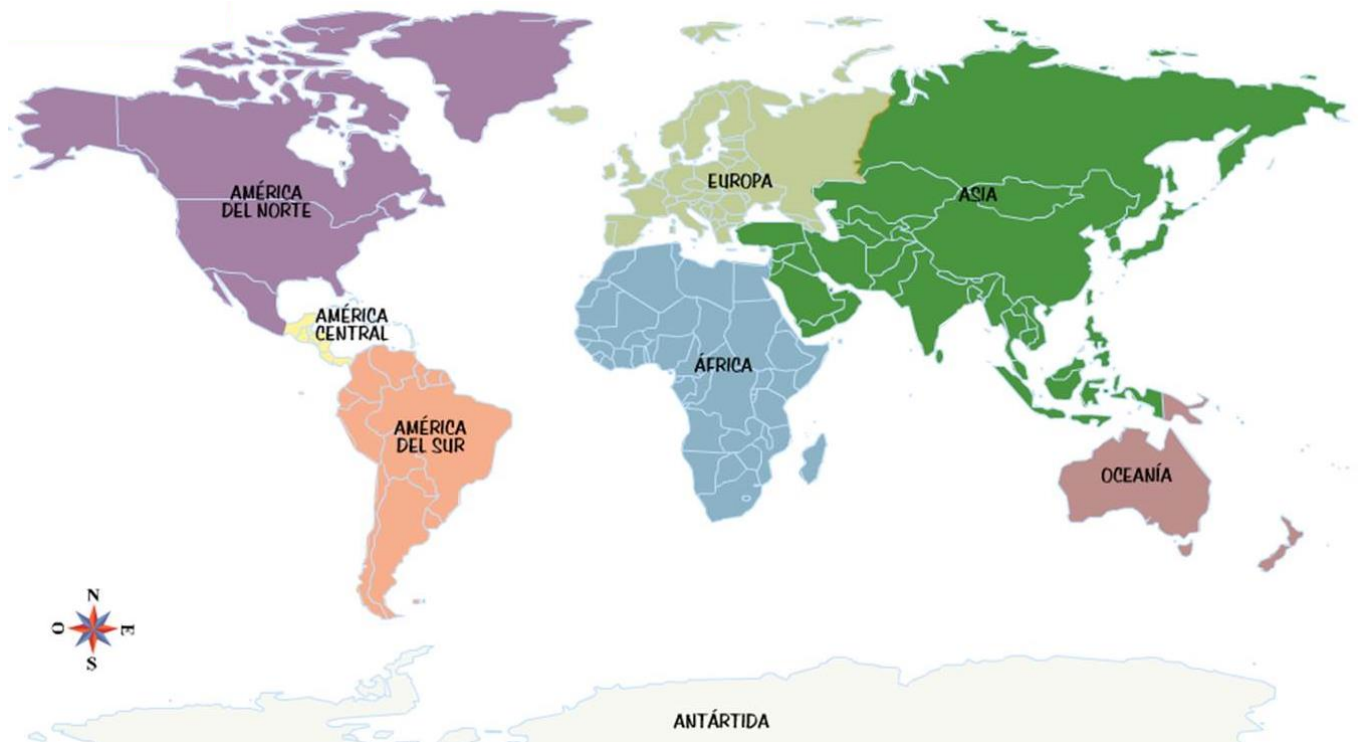 AMÉRICA
DEL NORTE
EUROPA
ASIA
AMÉRICA
CENTRAL
ÁFRICA
AMÉRICA
DEL SUR
OCEANÍA
N
O
E
S
ANTÁRTIDA